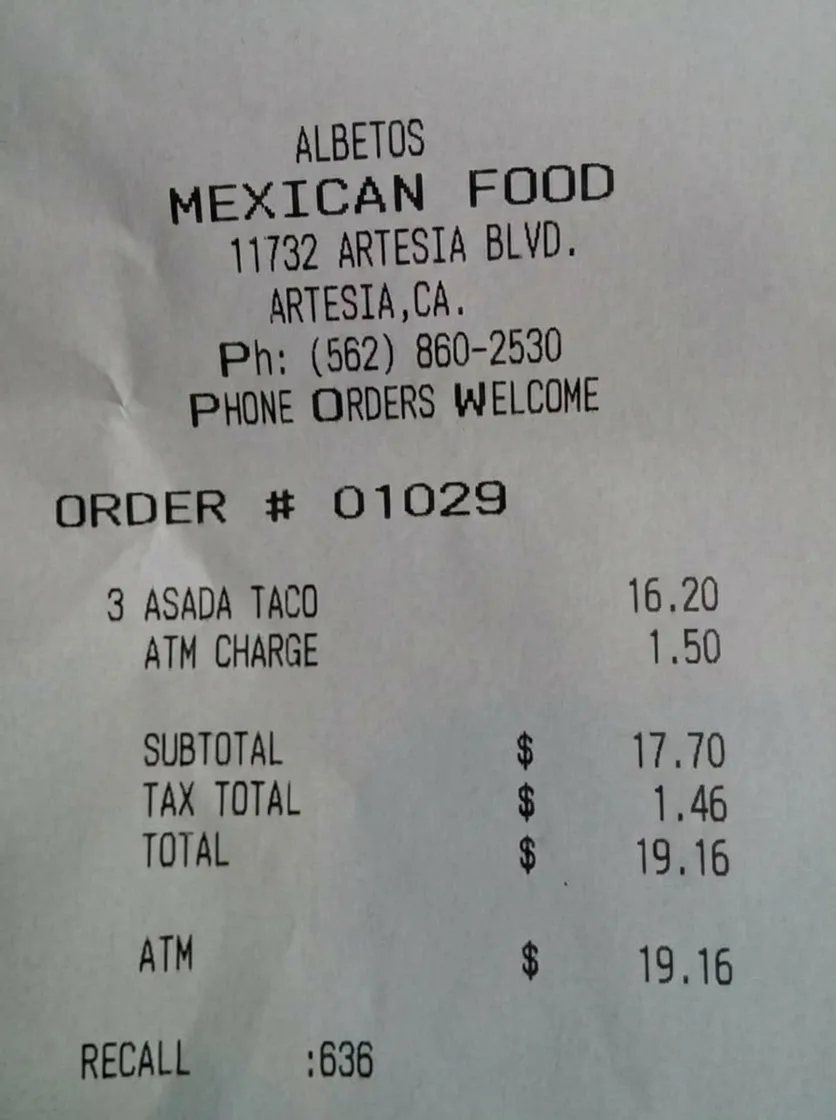 ALBETOS
MEXICAN FOOD
11732 ARTESIA BLVD.
ARTESIA,CA.
Ph: (562) 860-2530
PHONE ORDERS WELCOME
ORDER # 01029
3 ASADA TACO 16.20
ATM CHARGE 1.50
SUBTOTAL $ 17.70
TAX TOTAL $ 1.46
TOTAL $ 19.16
ATM $ 19.16
RECALL :636